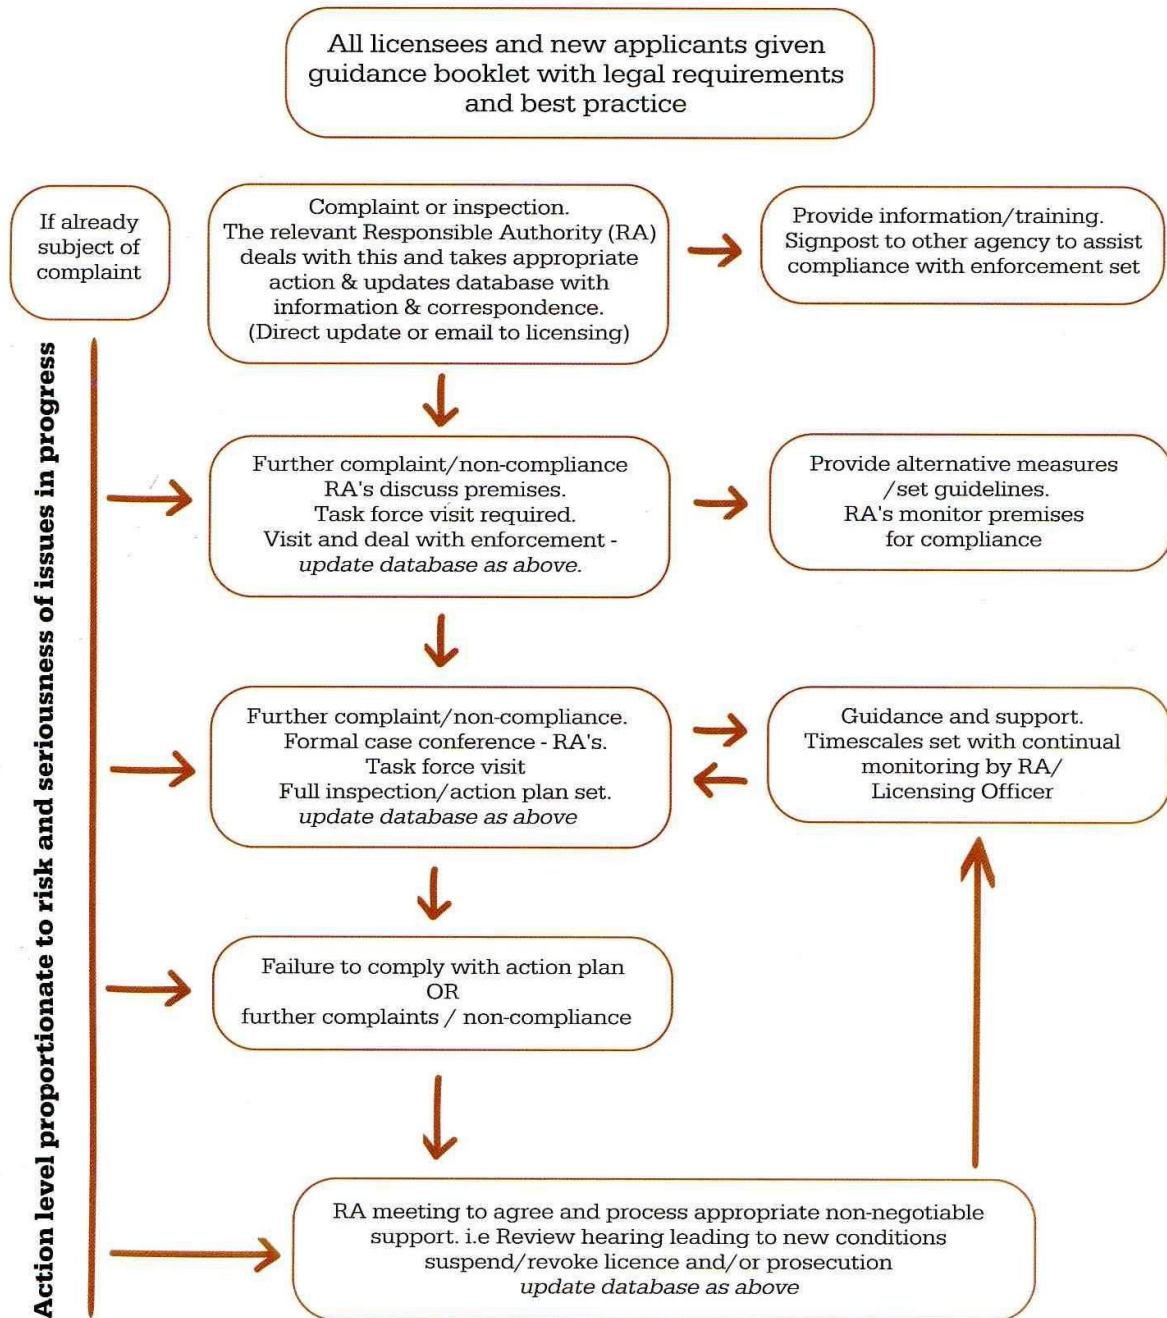 All licensees and new applicants given
guidance booklet with legal requirements
and best practice
If already
subject of
complaint
Complaint or inspection.
The relevant Responsible Authority (RA)
deals with this and takes appropriate
action & updates database with
information & correspondence.
(Direct update or email to licensing)
Provide information/training.
Signpost to other agency to assist
compliance with enforcement set
Action level proportionate to risk and seriousness of issues in progress
Further complaint/non-compliance
RA's discuss premises.
Task force visit required.
Visit and deal with enforcement -
update database as above.
Provide alternative measures
/set guidelines.
RA's monitor premises
for compliance
Further complaint/non-compliance.
Formal case conference - RA's.
Task force visit
Full inspection/action plan set.
update database as above
Guidance and support.
Timescales set with continual
monitoring by RA/
Licensing Officer
Failure to comply with action plan
OR
further complaints / non-compliance
RA meeting to agree and process appropriate non-negotiable
support. i.e Review hearing leading to new conditions
suspend/revoke licence and/or prosecution
update database as above